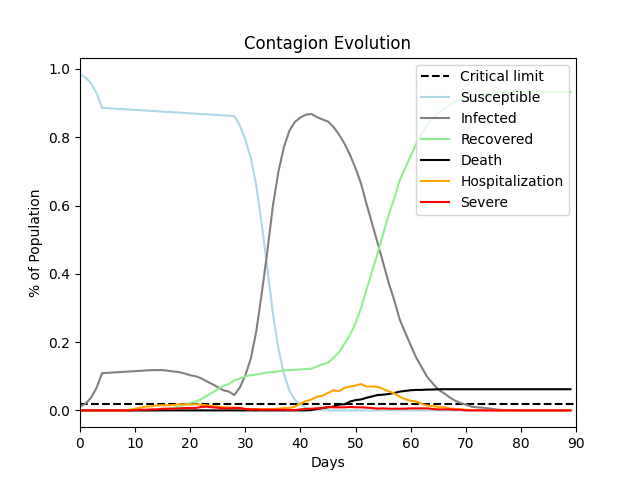 Contagion Evolution
1.0
0.8
0.6
0.4
0.2
0.0
% of Population
Critical limit
Susceptible
Infected
Recovered
Death
Hospitalization
Severe
0 10 20 30 40 50 60 70 80 90
Days